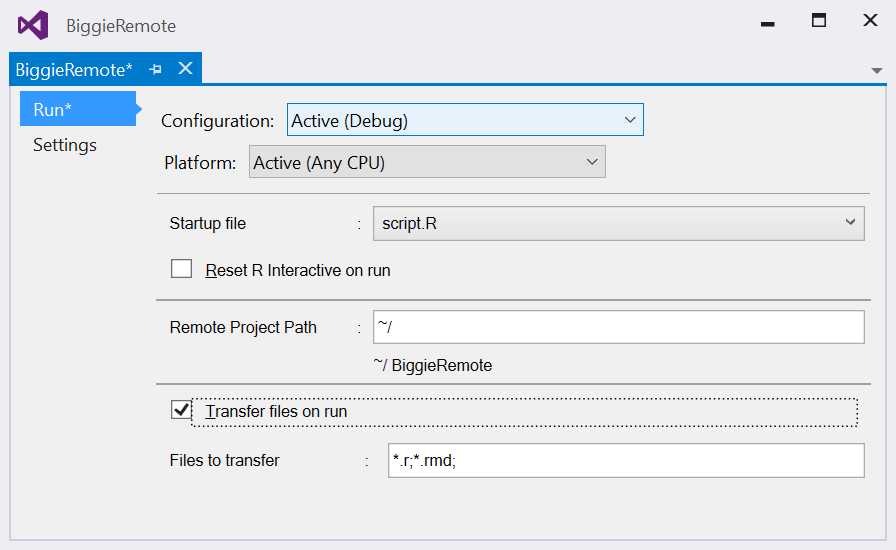 BiggieRemote
BiggieRemote*
Run*
Settings
Configuration: Active (Debug)
Platform: Active (Any CPU)
Startup file : script.R
Reset R Interactive on run
Remote Project Path : ~/
~/ BiggieRemote
Transfer files on run
Files to transfer : *.r;*.rmd;